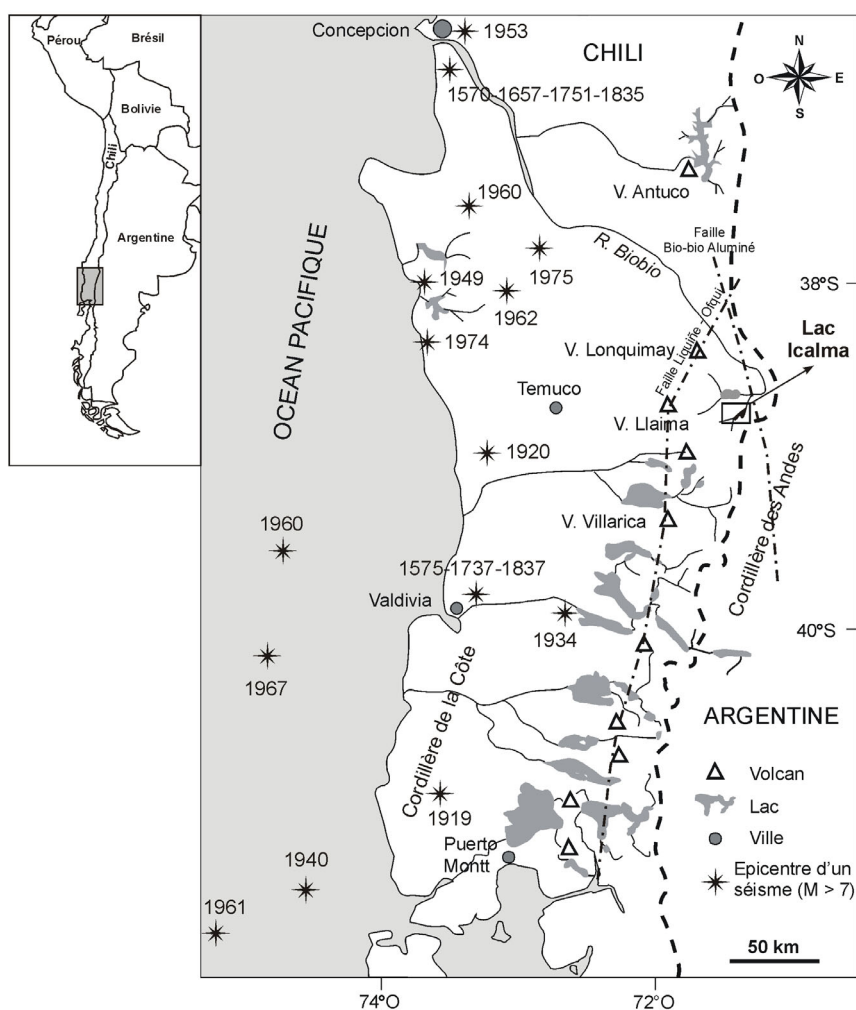 Pérou
Brésil
Bolivie
Chili
Argentine
Concepcion
1953
CHILI
N
O
E
S
1570-1657-1751-1835
V. Antuco
1960
Faille
Bio-bio Aluminé
R. Biobio
1975
1949
1962
38°S
OCEAN PACIFIQUE
1974
V. Lonquimay
Faille Liquiñe - Ofqui
Lac
Icalma
Temuco
V. Llaima
1920
V. Villarica
Cordillère des Andes
1960
1575-1737-1837
Valdivia
1934
40°S
1967
Cordillère de la Côte
ARGENTINE
Volcan
Lac
Ville
Epicentre d'un
séisme (M > 7)
1919
Puerto
Montt
1940
1961
50 km
74°O
72°O